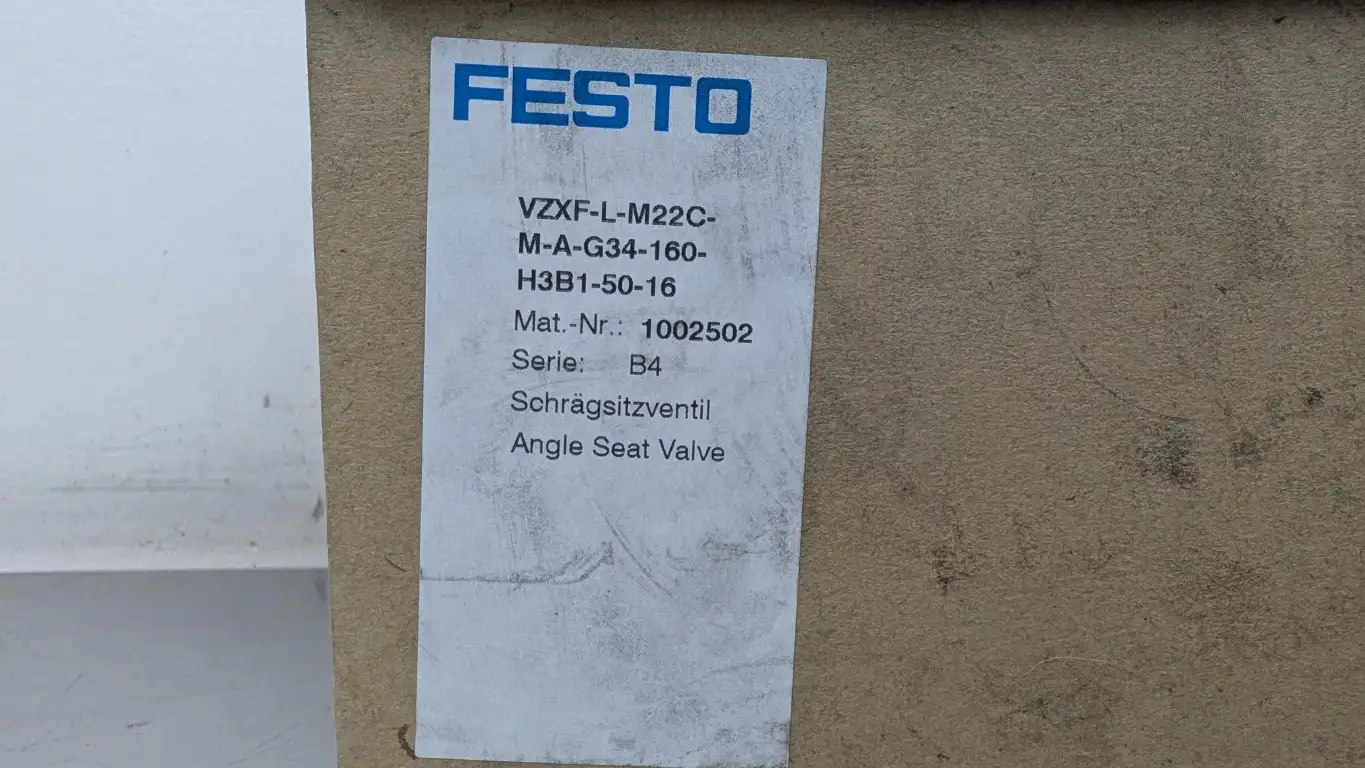 FESTO
VZXF-L-M22C-
M-A-G34-160-
H3B1-50-16
Mat.-Nr.: 1002502
Serie: B4
Schrägsitzventil
Angle Seat Valve